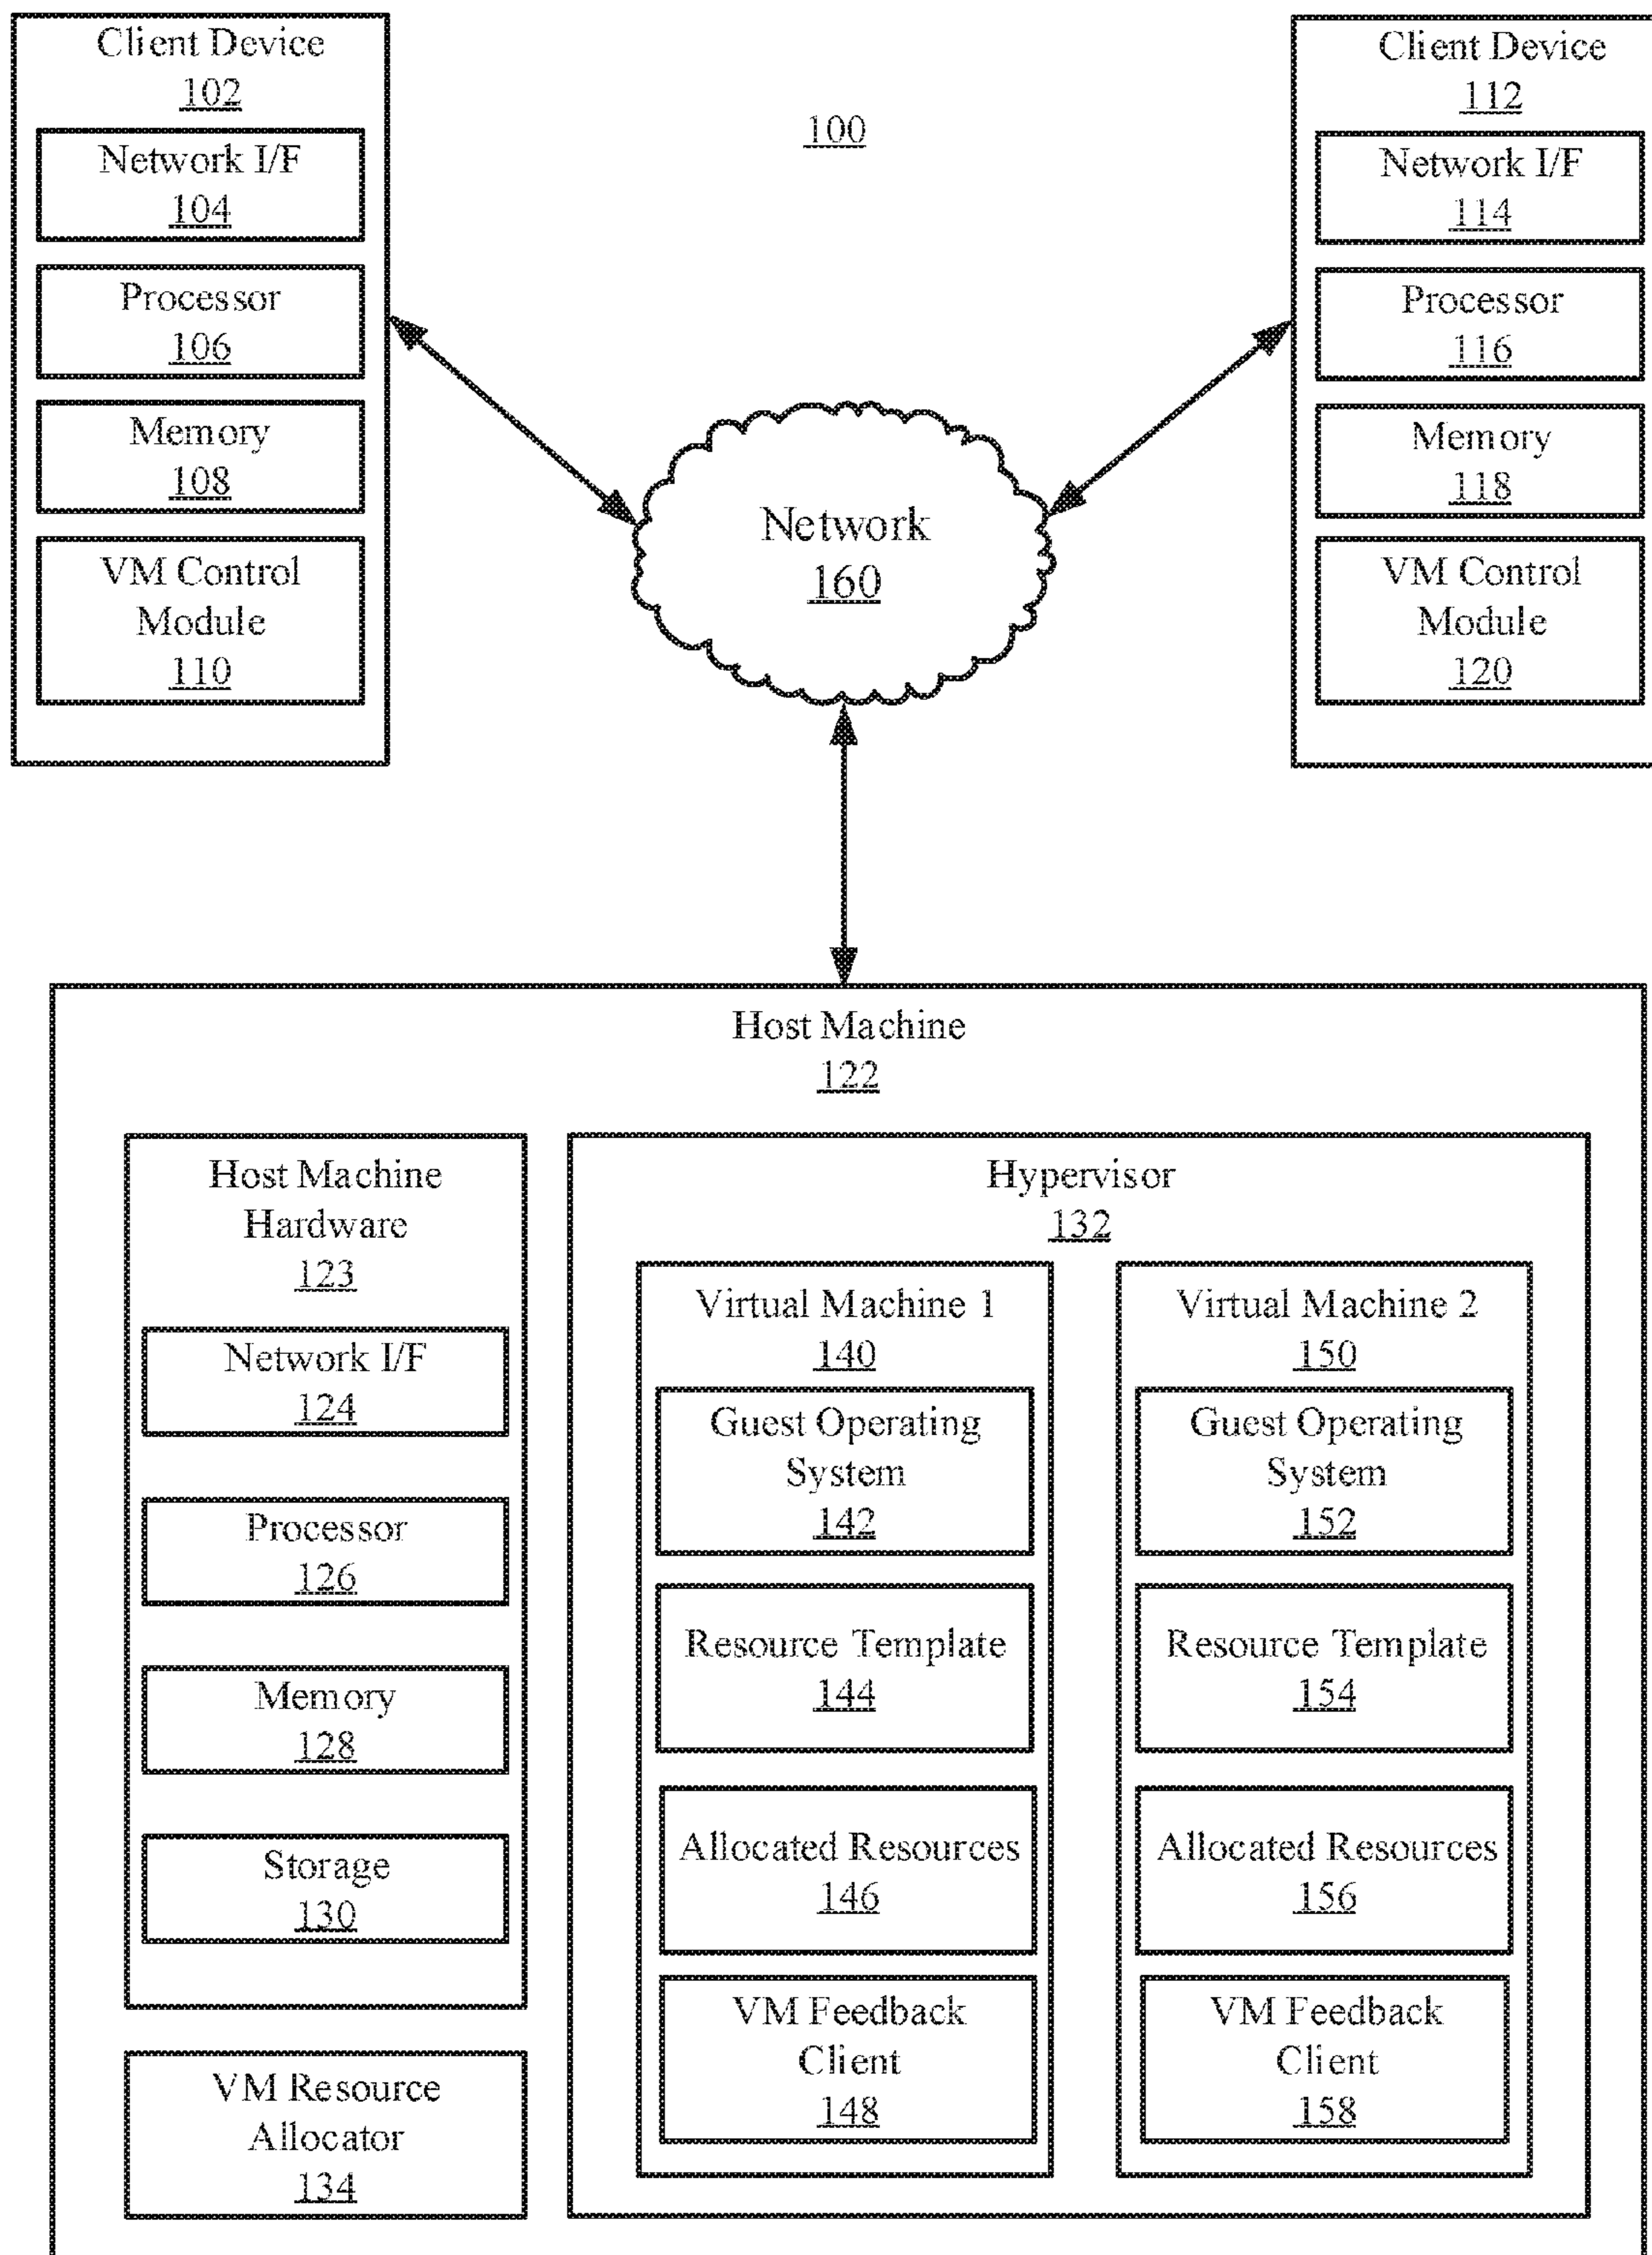 Client Device
102
Network I/F
104
Processor
106
Memory
108
VM Control
Module
110
100
Client Device
112
Network I/F
114
Processor
116
Memory
118
VM Control
Module
120
Network
160
Host Machine
122
Host Machine
Hardware
123
Network I/F
124
Processor
126
Memory
128
Storage
130
VM Resource
Allocator
134
Hypervisor
132
Virtual Machine 1
140
Guest Operating
System
142
Resource Template
144
Allocated Resources
146
VM Feedback
Client
148
Virtual Machine 2
150
Guest Operating
System
152
Resource Template
154
Allocated Resources
156
VM Feedback
Client
158